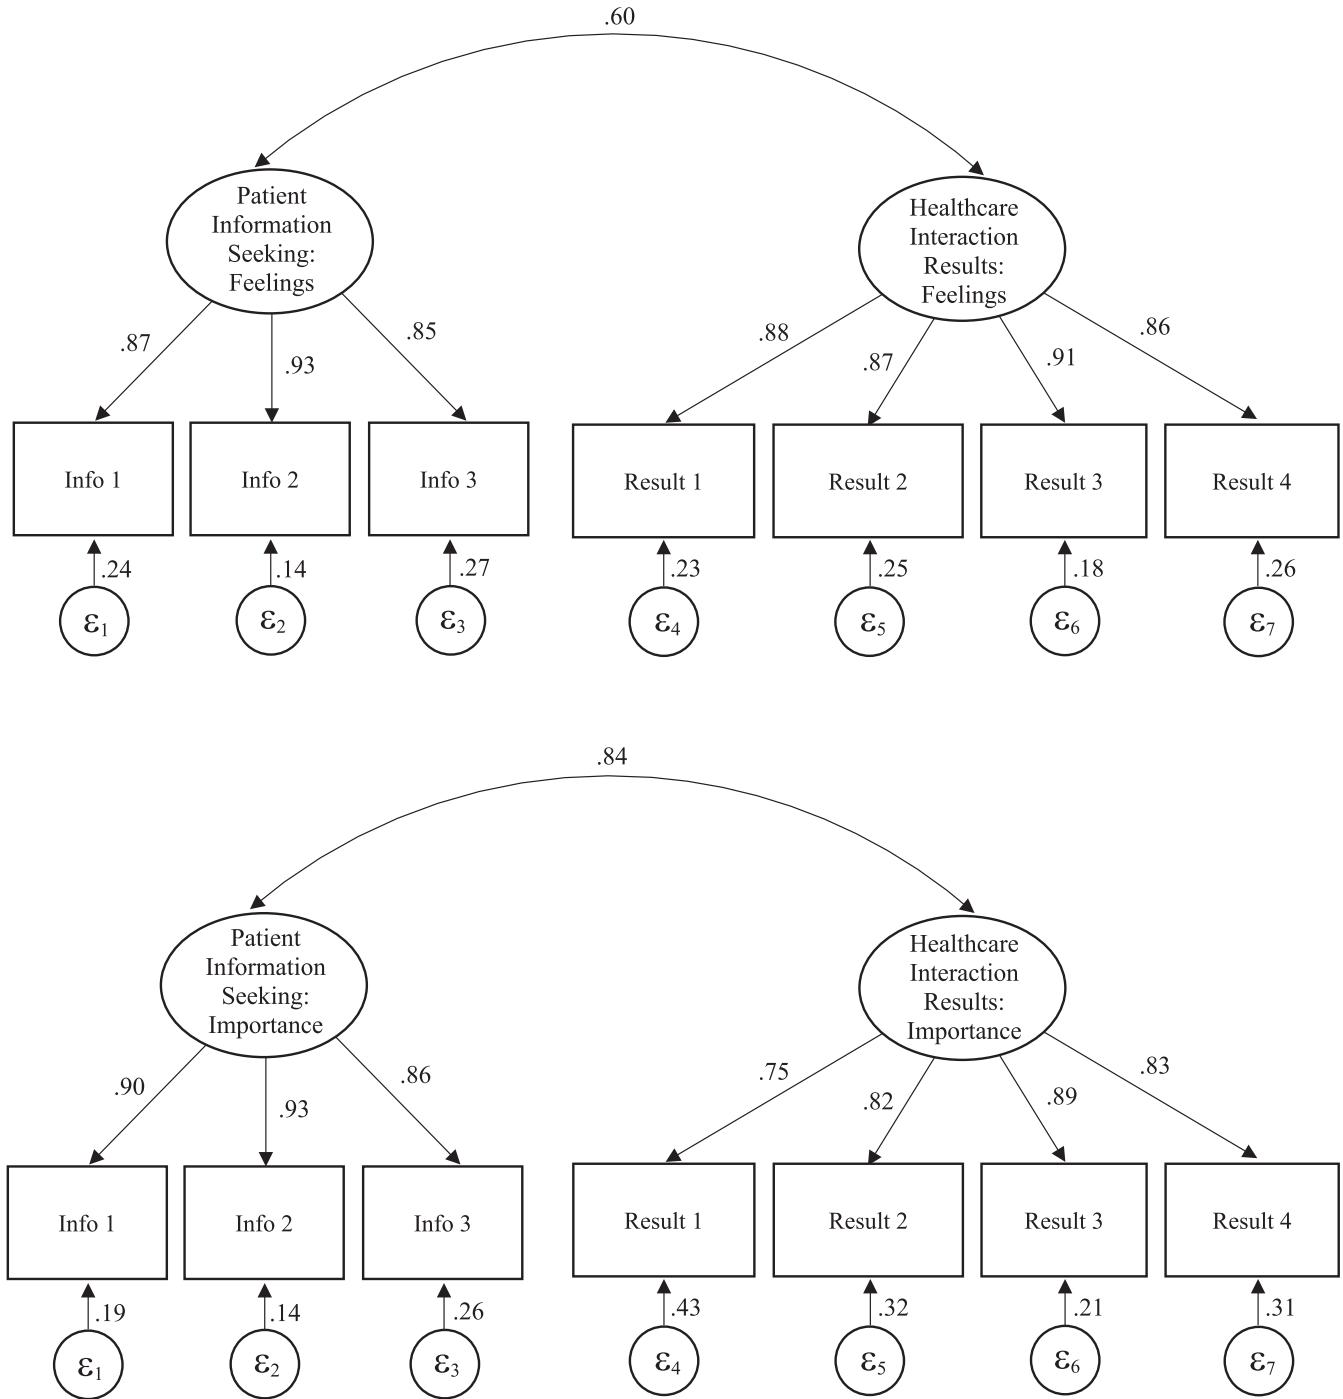 .60
Patient
Information
Seeking:
Feelings
Healthcare
Interaction
Results:
Feelings
.87
.93
.85
.88
.87
.91
.86
Info 1
Info 2
Info 3
Result 1
Result 2
Result 3
Result 4
.24
.14
.27
.23
.25
.18
.26
ε1
ε2
ε3
ε4
ε5
ε6
ε7
.84
Patient
Information
Seeking:
Importance
Healthcare
Interaction
Results:
Importance
.90
.93
.86
.75
.82
.89
.83
Info 1
Info 2
Info 3
Result 1
Result 2
Result 3
Result 4
.19
.14
.26
.43
.32
.21
.31
ε1
ε2
ε3
ε4
ε5
ε6
ε7